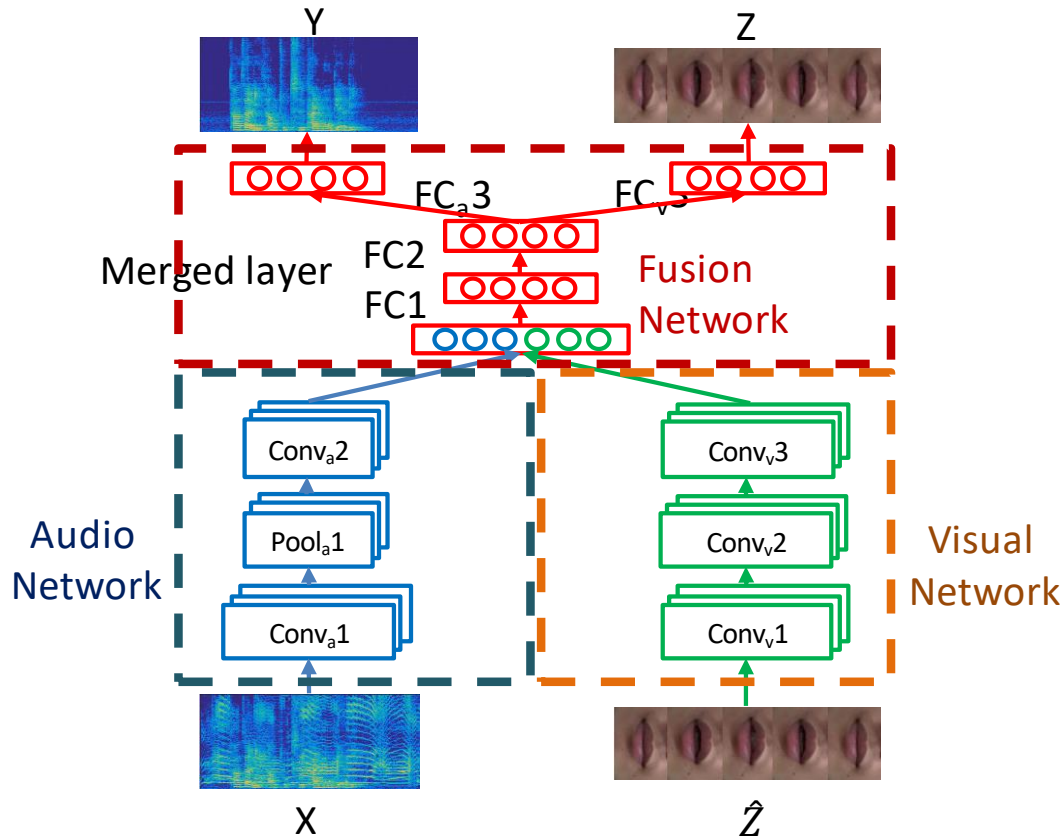 Y
Z
FCₐ3
FCᵥ3
FC2
Merged layer
FC1
Fusion
Network
Convₐ2
Convᵥ3
Audio
Network
Poolₐ1
Convᵥ2
Visual
Network
Convₐ1
Convᵥ1
X
Ẑ